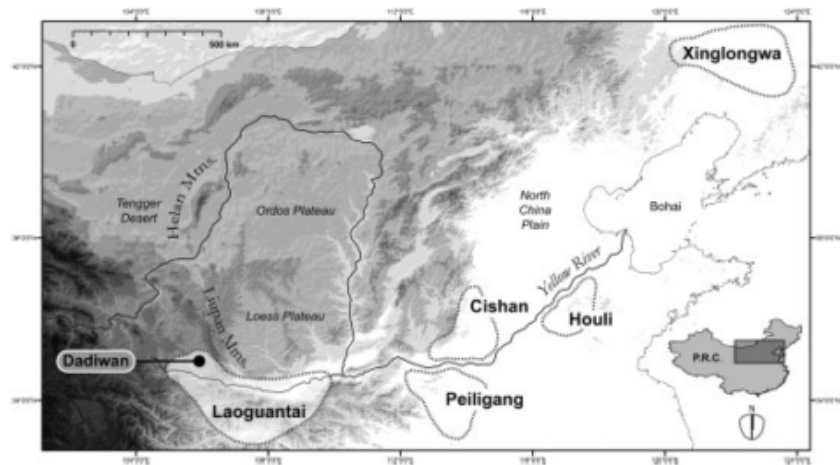 0
500 km
Xinglongwa
Helan Mtns.
Tengger
Desert
Ordos Plateau
North
China
Plain
Bohai
Yellow River
Liupan Mtns.
Loess Plateau
Cishan
Houli
Dadiwan
P.R.C.
Laoguantai
Peiligang
N